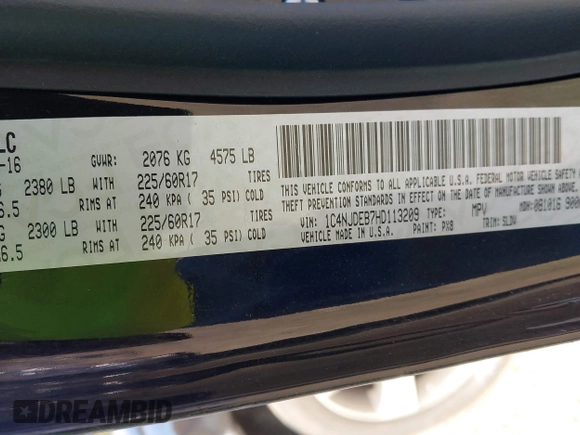 LC
-16 GVWR: 2076 KG 4575 LB
2380 LB WITH 225/60R17 TIRES
6.5 RIMS AT 240 KPA ( 35 PSI) COLD
G 2300 LB WITH 225/60R17 TIRES
6.5 RIMS AT 240 KPA ( 35 PSI) COLD
THIS VEHICLE CONFORMS TO ALL APPLICABLE U.S.A. FEDERAL MOTOR VEHICLE SAFETY
THEFT PREVENTION STANDARDS IN EFFECT ON THE DATE OF MANUFACTURE SHOWN ABOVE.
VIN: 1C4NJDEB7HD113209 TYPE: MPV MDH: 081016
VEHICLE MADE IN U.S.A. PAINT: PXB TRIM: SLDV
DREAMBID